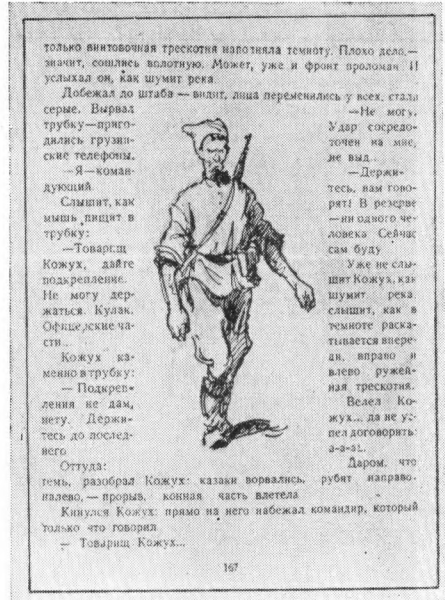 только винтовочная трескотня наполняла темноту. Плохо дело,—
значит, сошлись вплотную. Может, уже и фронт проломан И
услыхал он, как шумит река.
Добежал до штаба — видит, лица переменились у всех, стали
серые. Вырвал
трубку—приго-
дились грузин-
ские телефоны.
—Я—коман-
дующий.
Слышит, как
мышь пищит в
трубку:
—Товарищ
Кожух, дайте
подкрепление.
Не могу дер-
жаться. Кулак.
Офицерские ча-
сти...
Кожух ка-
менно в трубку:
— Подкреп-
ления не дам,
нету. Держи-
тесь до послед-
него
Оттуда:
—Не могу.
Удар сосредо-
точен на мне,
не выд...
—Держи-
тесь, вам гово-
рят! В резерве
—ни одного че-
ловека Сейчас
сам буду
Уже не слы-
шит Кожух, как
шумит река
слышит, как в
темноте раска-
тывается впере-
ди, вправо и
влево ружей-
ная трескотня.
Велел Ко-
жух... да не ус-
пел договорить:
а-а-а!..
Даром, что
темь, разобрал Кожух: казаки ворвались, рубят направо-
налево, — прорыв, конная часть влетела
Кинулся Кожух: прямо на него набежал командир, который
только что говорил
— Товарищ Кожух...
167